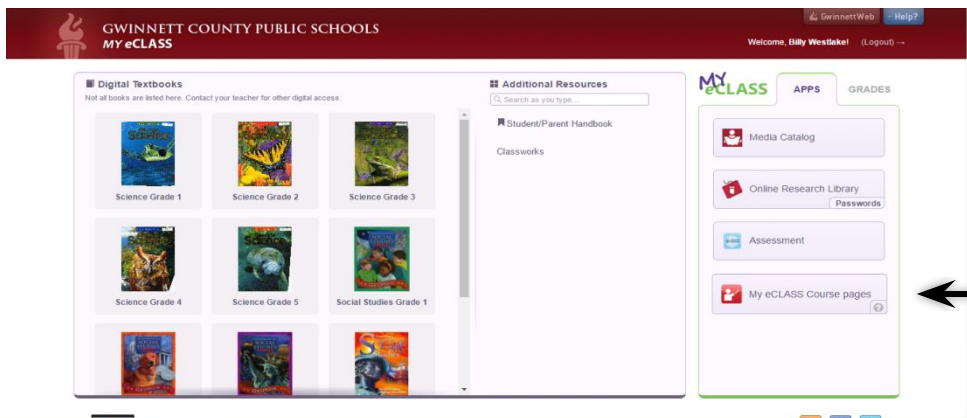 GwinnettWeb
Help?
GWINNETT COUNTY PUBLIC SCHOOLS
MY eCLASS
Welcome, Billy Westlake! (Logout) →
Digital Textbooks
Not all books are listed here. Contact your teacher for other digital access.
Science Grade 1
Science Grade 2
Science Grade 3
Science Grade 4
Science Grade 5
Social Studies Grade 1
Additional Resources
Search as you type...
Student/Parent Handbook
Classworks
MY eCLASS
APPS
GRADES
Media Catalog
Online Research Library
Passwords
Assessment
My eCLASS Course pages